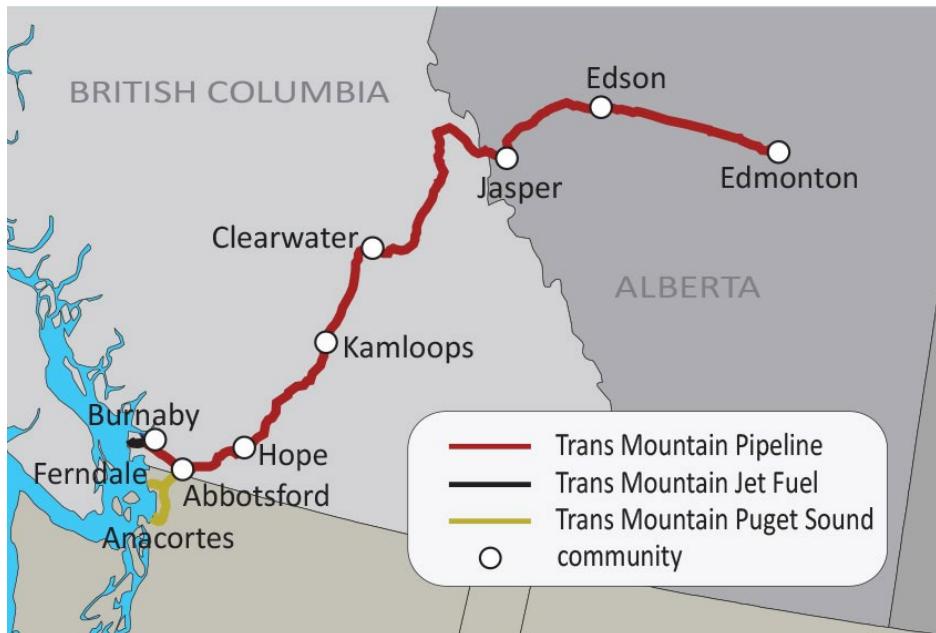 Edson
BRITISH COLUMBIA
Jasper
Edmonton
Clearwater
ALBERTA
Kamloops
Burnaby
Hope
Ferndale
Abbotsford
Anacortes
Trans Mountain Pipeline
Trans Mountain Jet Fuel
Trans Mountain Puget Sound
community